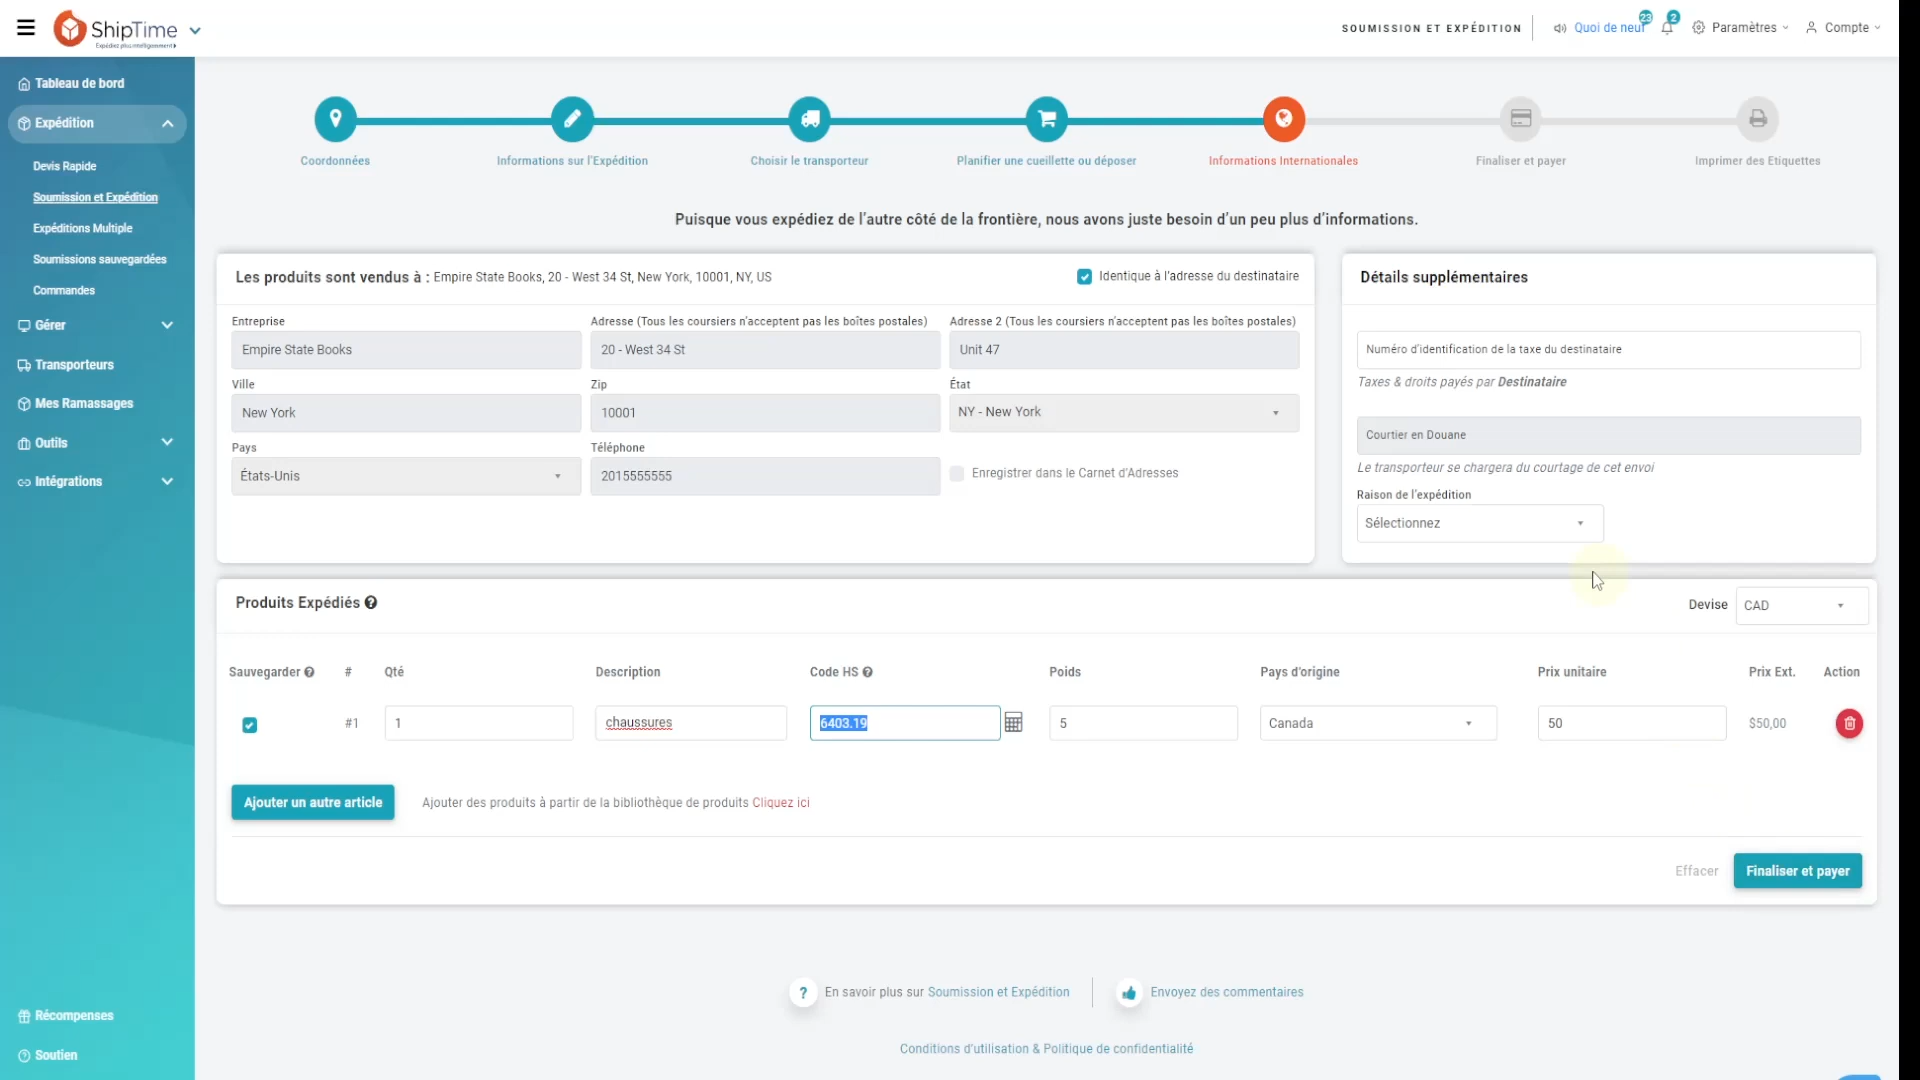 ShipTime
Expédiez plus intelligemment
SOUMISSION ET EXPÉDITION
Quoi de neuf
23
2
Paramètres
Compte
Tableau de bord
Expédition
Devis Rapide
Soumission et Expédition
Expéditions Multiple
Soumissions sauvegardées
Commandes
Gérer
Transporteurs
Mes Ramassages
Outils
Intégrations
Récompenses
Soutien
Coordonnées
Informations sur l'Expédition
Choisir le transporteur
Planifier une cueillette ou déposer
Informations Internationales
Finaliser et payer
Imprimer des Etiquettes
Puisque vous expédiez de l'autre côté de la frontière, nous avons juste besoin d'un peu plus d'informations.
Les produits sont vendus à : Empire State Books, 20 - West 34 St, New York, 10001, NY, US
Identique à l'adresse du destinataire
Entreprise
Adresse (Tous les coursiers n'acceptent pas les boîtes postales)
Adresse 2 (Tous les coursiers n'acceptent pas les boîtes postales)
Empire State Books
20 - West 34 St
Unit 47
Ville
Zip
État
New York
10001
NY - New York
Pays
Téléphone
États-Unis
2015555555
Enregistrer dans le Carnet d'Adresses
Détails supplémentaires
Numéro d'identification de la taxe du destinataire
Taxes & droits payés par Destinataire
Courtier en Douane
Le transporteur se chargera du courtage de cet envoi
Raison de l'expédition
Sélectionnez
Produits Expédiés ?
Devise
CAD
Sauvegarder ?
#
Qté
Description
Code HS ?
Poids
Pays d'origine
Prix unitaire
Prix Ext.
Action
#1
1
chaussures
6403.19
5
Canada
50
$50,00
Ajouter un autre article
Ajouter des produits à partir de la bibliothèque de produits Cliquez ici
Effacer
Finaliser et payer
? En savoir plus sur Soumission et Expédition
Envoyez des commentaires
Conditions d'utilisation & Politique de confidentialité